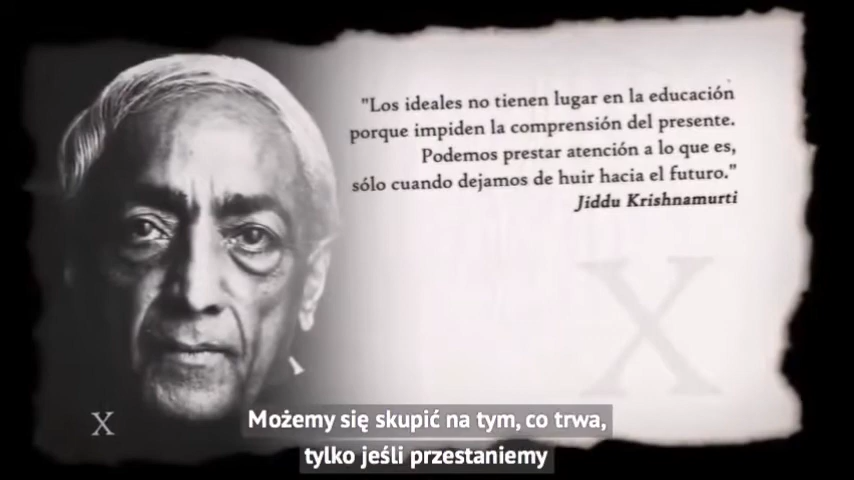 "Los ideales no tienen lugar en la educación
porque impiden la comprensión del presente.
Podemos prestar atención a lo que es,
sólo cuando dejamos de huir hacia el futuro."
Jiddu Krishnamurti
X
X
Możemy się skupić na tym, co trwa,
tylko jeśli przestaniemy